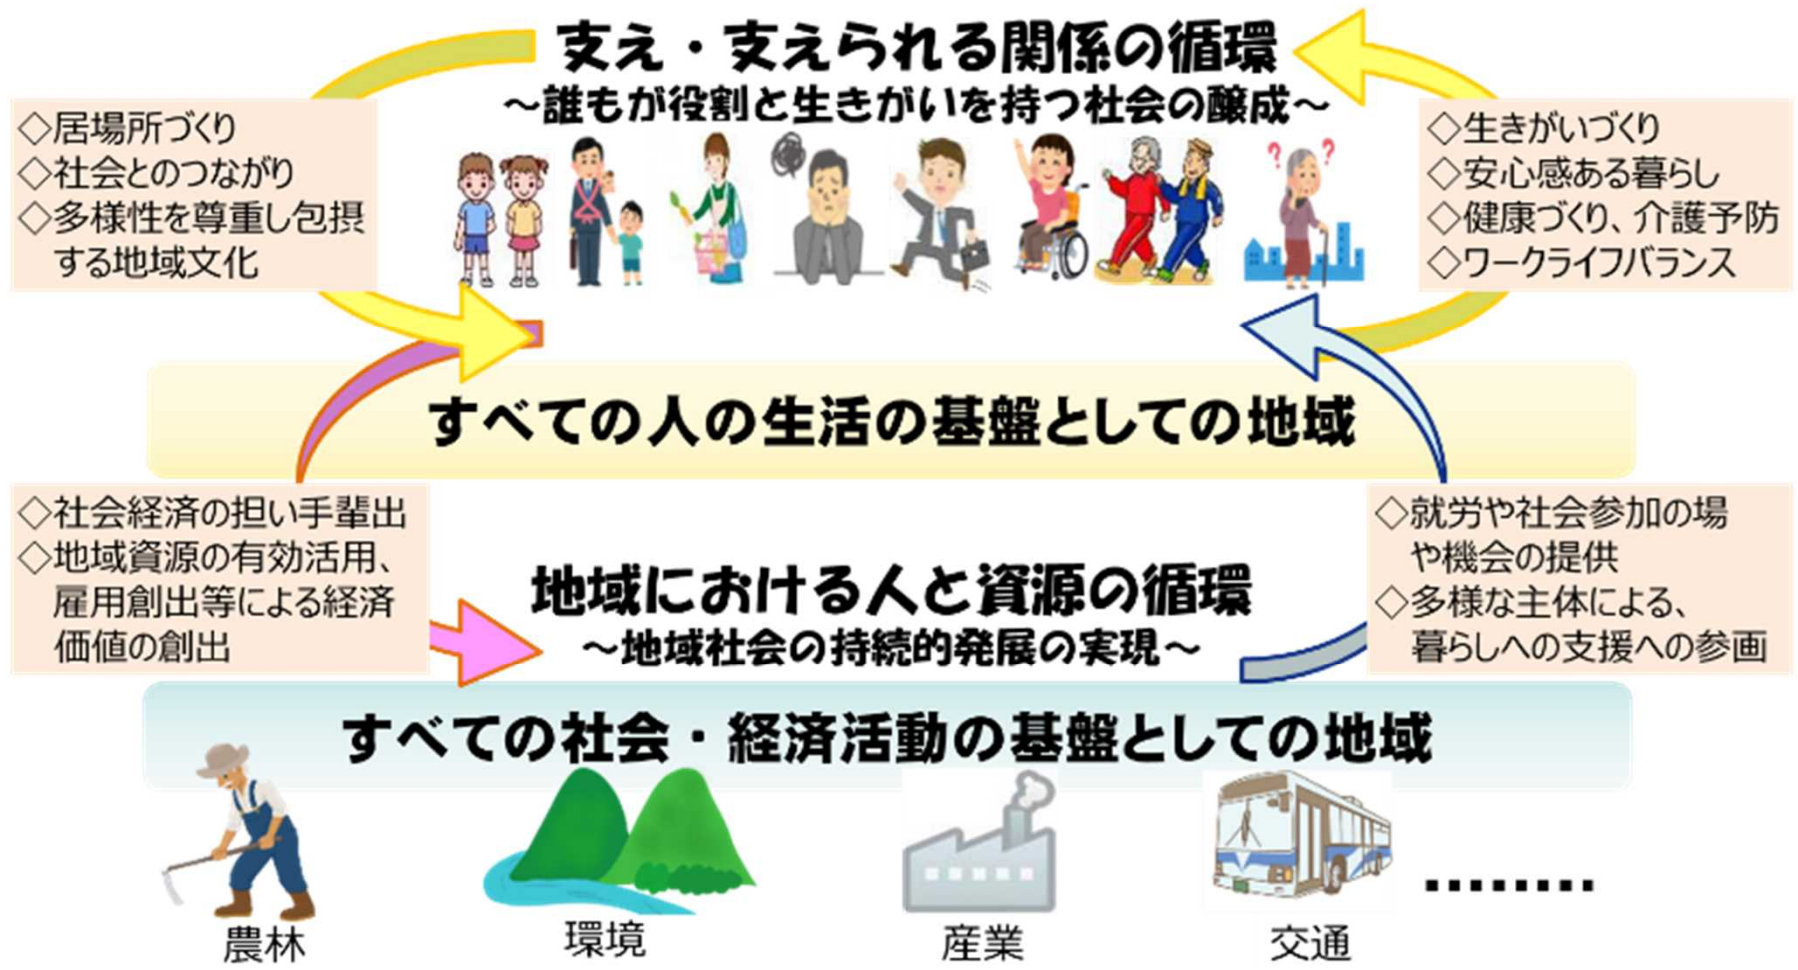 支え・支えられる関係の循環
～誰もが役割と生きがいを持つ社会の醸成～
◇居場所づくり
◇社会とのつながり
◇多様性を尊重し包摂
する地域文化
◇生きがいづくり
◇安心感ある暮らし
◇健康づくり、介護予防
◇ワークライフバランス
? ?
すべての人の生活の基盤としての地域
◇社会経済の担い手輩出
◇地域資源の有効活用、
雇用創出等による経済
価値の創出
地域における人と資源の循環
～地域社会の持続的発展の実現～
◇就労や社会参加の場
や機会の提供
◇多様な主体による、
暮らしへの支援への参画
すべての社会・経済活動の基盤としての地域
農林
環境
産業
交通
………